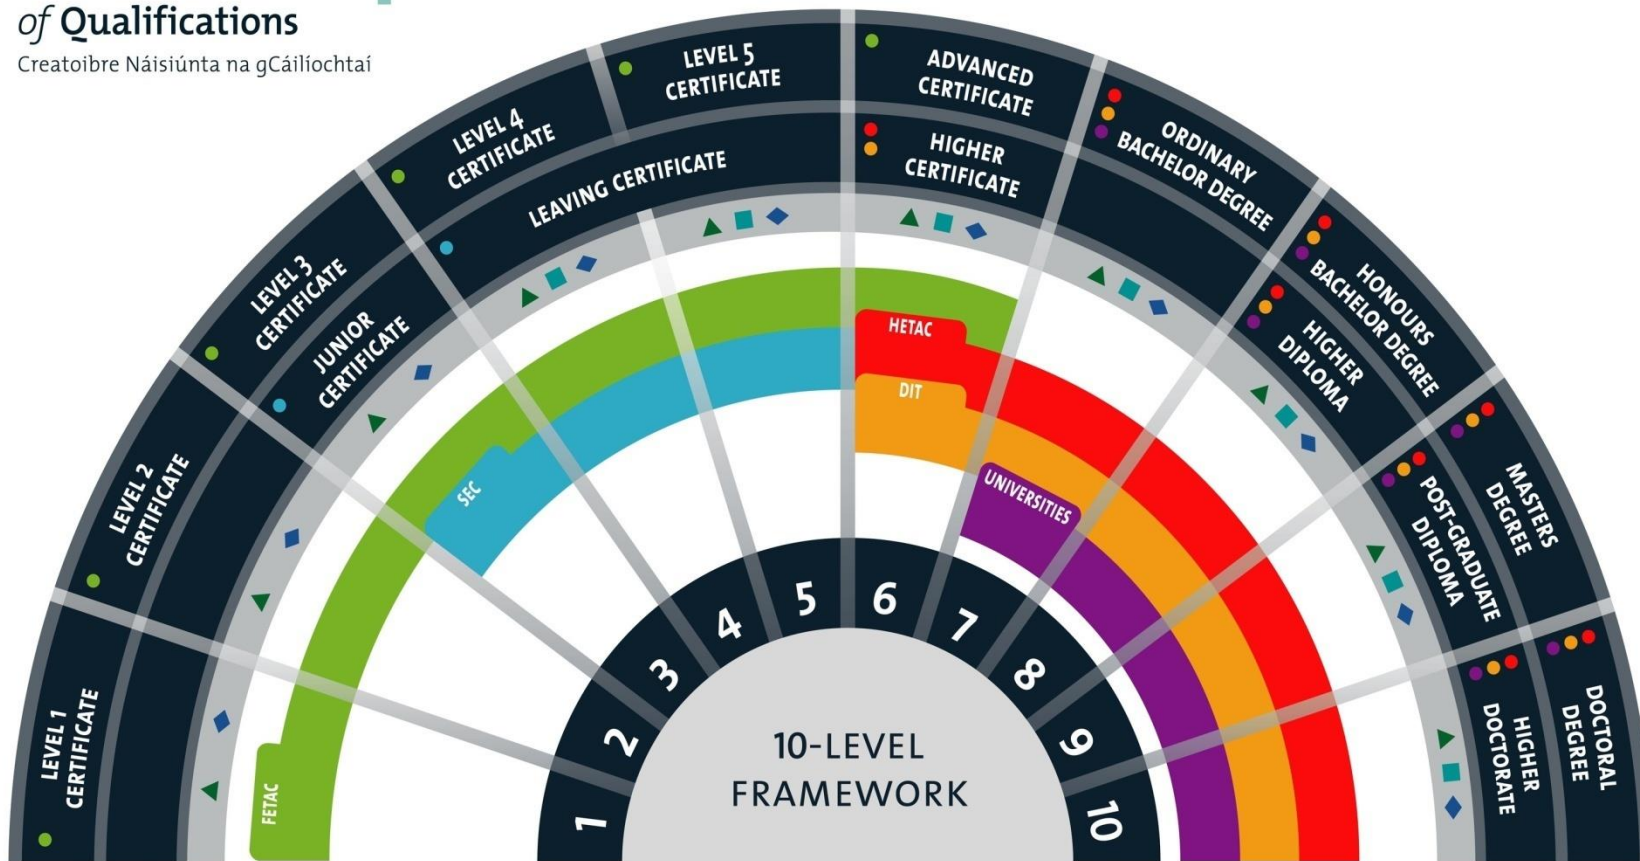 of Qualifications
Creatoibre Náisiúnta na gCáilíochtaí
LEVEL 1
CERTIFICATE
LEVEL 2
CERTIFICATE
LEVEL 3
CERTIFICATE
LEVEL 4
CERTIFICATE
LEVEL 5
CERTIFICATE
ADVANCED
CERTIFICATE
ORDINARY
BACHELOR DEGREE
HONOURS
BACHELOR DEGREE
MASTERS
DEGREE
DOCTORAL
DEGREE
JUNIOR
CERTIFICATE
LEAVING CERTIFICATE
HIGHER
CERTIFICATE
HIGHER
DIPLOMA
POST-GRADUATE
DIPLOMA
HIGHER
DOCTORATE
FETAC
SEC
HETAC
DIT
UNIVERSITIES
1
2
3
4
5
6
7
8
9
10
10-LEVEL
FRAMEWORK